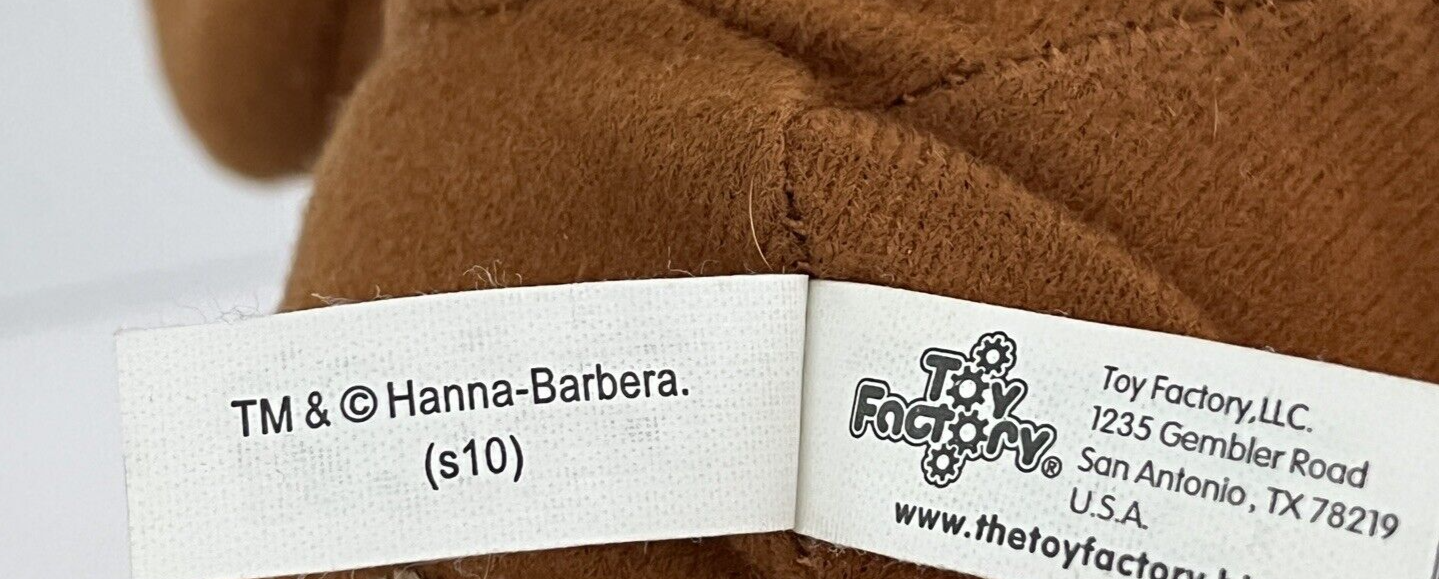 TM & © Hanna-Barbera.
(s10)
Toy
Factory®
Toy Factory,LLC.
1235 Gembler Road
San Antonio, TX 78219
U.S.A.
www.thetoyfactory.